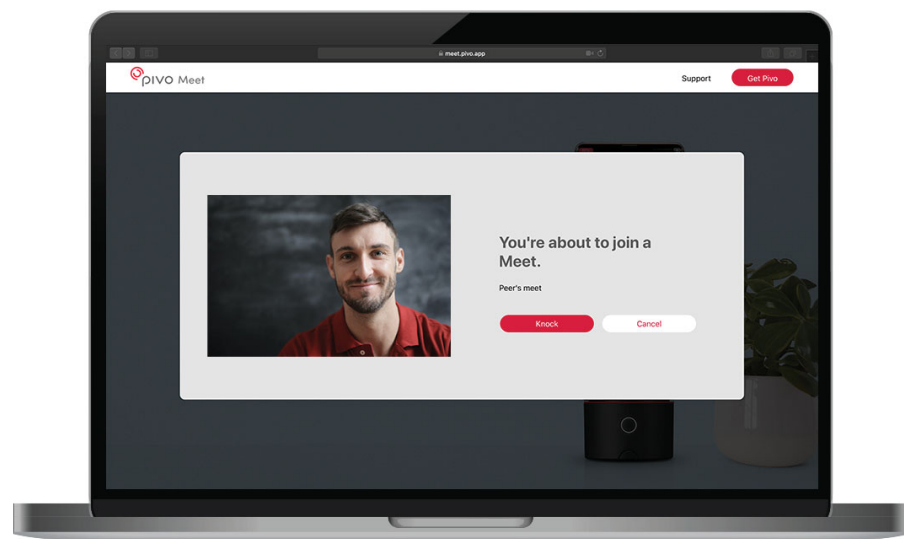 meet.pivo.app
pivo Meet
Support
Get Pivo
You're about to join a
Meet.
Peer's meet
Knock
Cancel